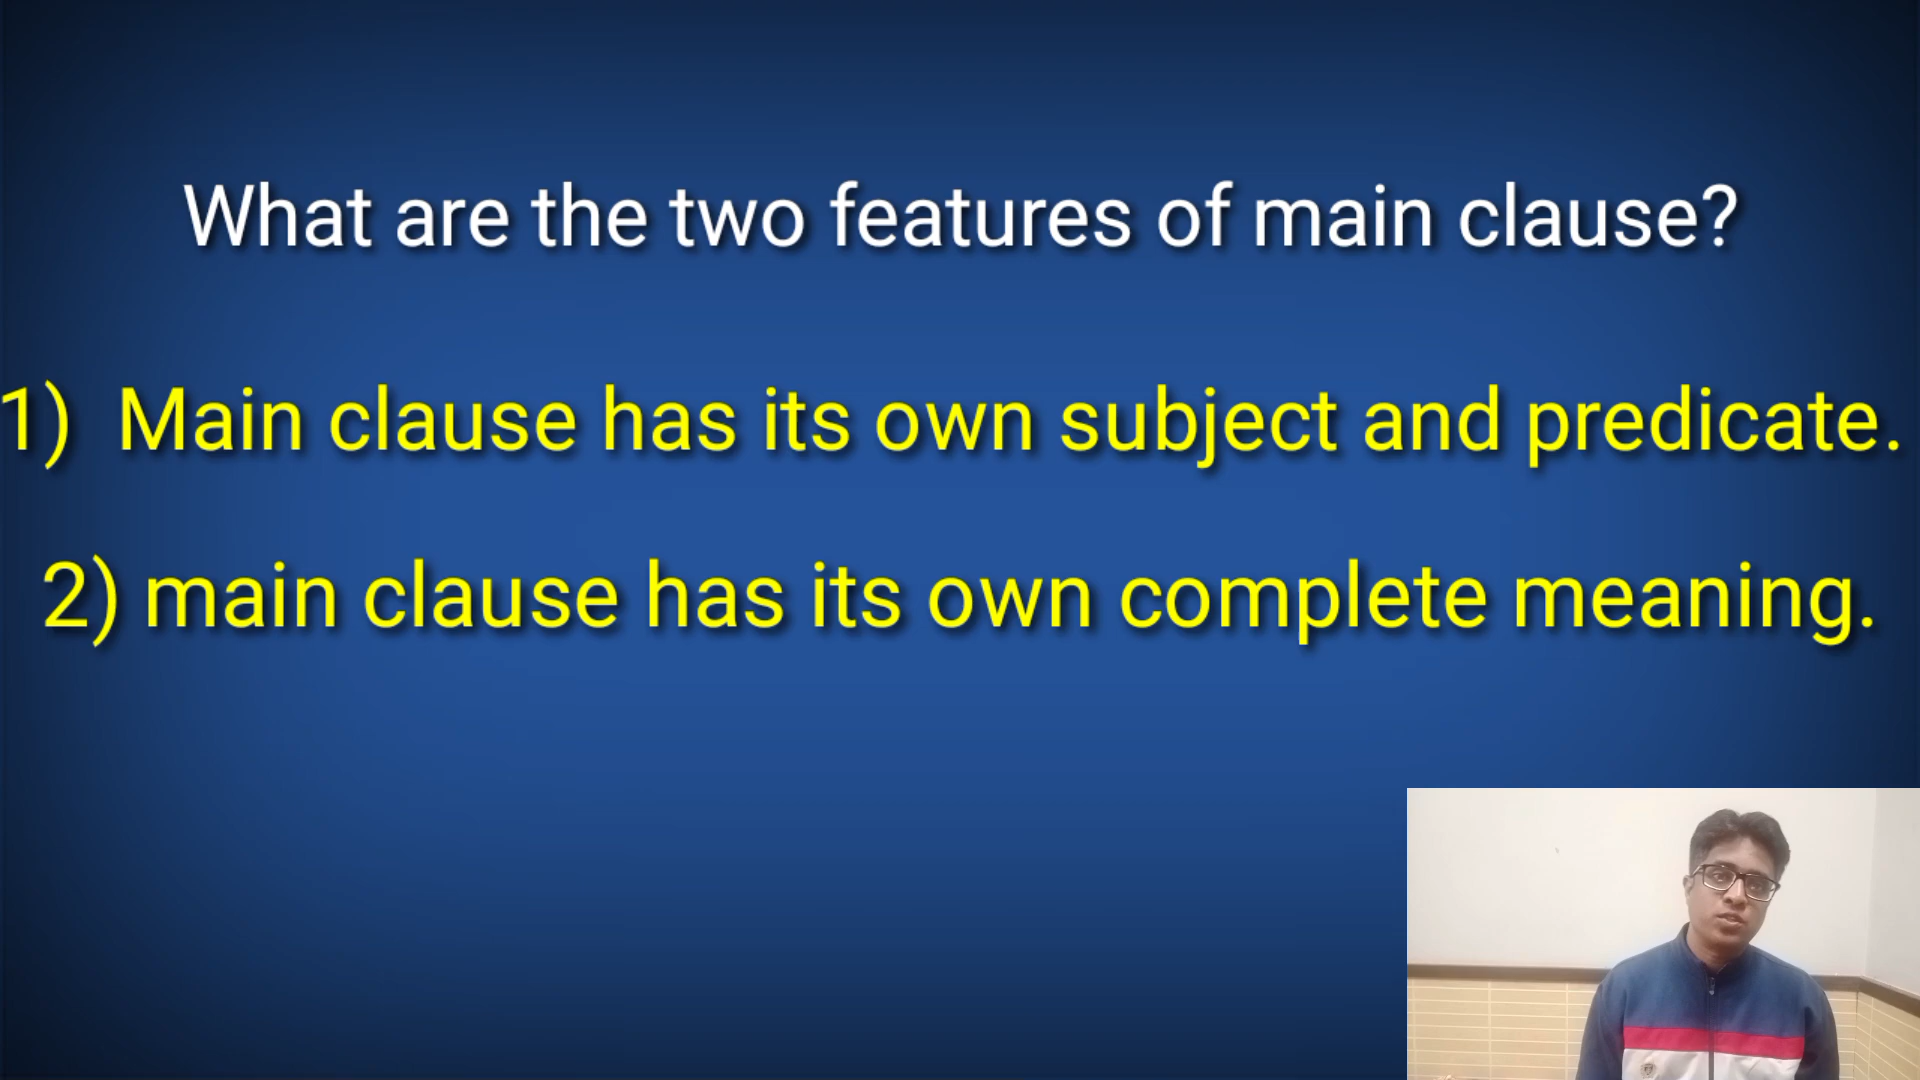 What are the two features of main clause?
1) Main clause has its own subject and predicate.
2) main clause has its own complete meaning.